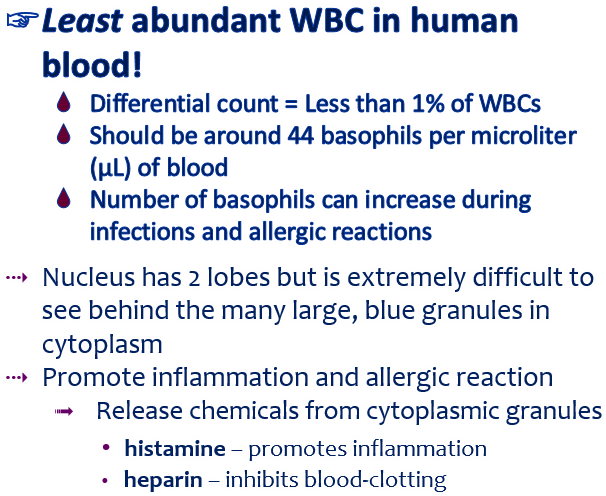 ☞Least abundant WBC in human
blood!
Differential count = Less than 1% of WBCs
Should be around 44 basophils per microliter
(µL) of blood
Number of basophils can increase during
infections and allergic reactions
Nucleus has 2 lobes but is extremely difficult to
see behind the many large, blue granules in
cytoplasm
Promote inflammation and allergic reaction
Release chemicals from cytoplasmic granules
• histamine – promotes inflammation
• heparin – inhibits blood-clotting